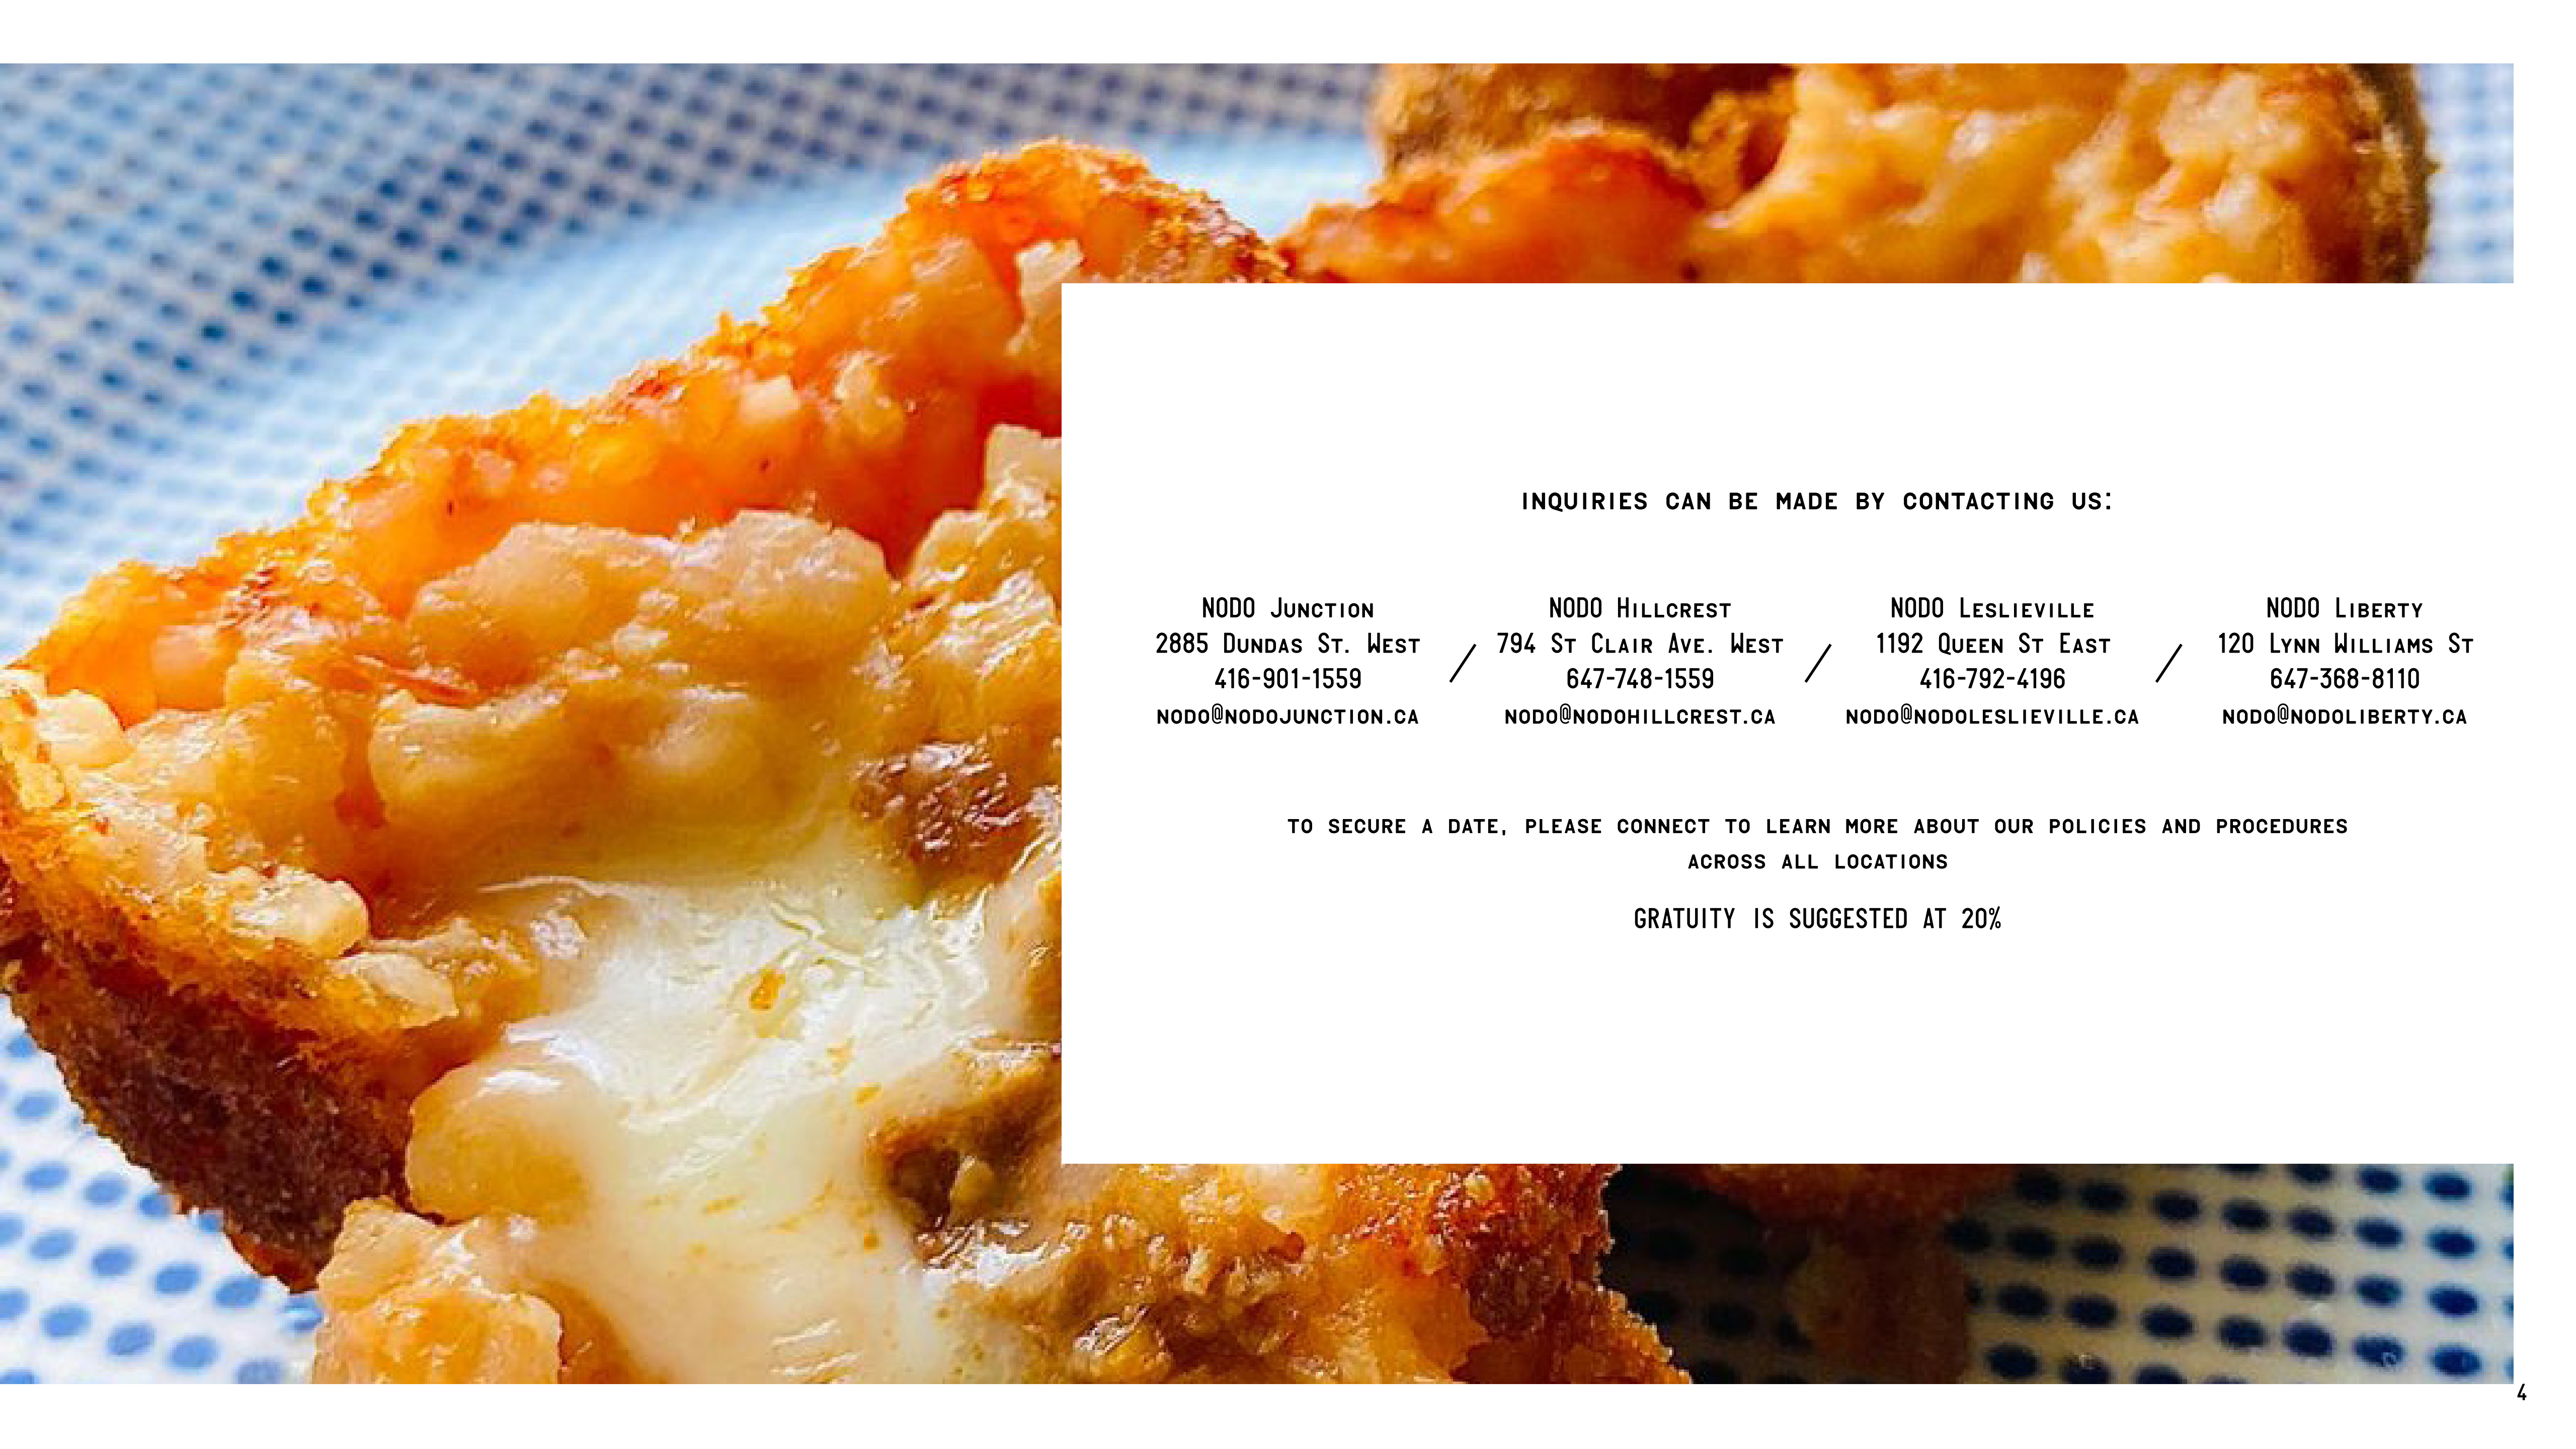 INQUIRIES CAN BE MADE BY CONTACTING US:
NODO JUNCTION
2885 DUNDAS ST. WEST
416-901-1559
NODO@NODOJUNCTION.CA
/
NODO HILLCREST
794 ST CLAIR AVE. WEST
647-748-1559
NODO@NODOHILLCREST.CA
/
NODO LESLIEVILLE
1192 QUEEN ST EAST
416-792-4196
NODO@NODOLESLIEVILLE.CA
/
NODO LIBERTY
120 LYNN WILLIAMS ST
647-368-8110
NODO@NODOLIBERTY.CA
TO SECURE A DATE, PLEASE CONNECT TO LEARN MORE ABOUT OUR POLICIES AND PROCEDURES
ACROSS ALL LOCATIONS
GRATUITY IS SUGGESTED AT 20%
4